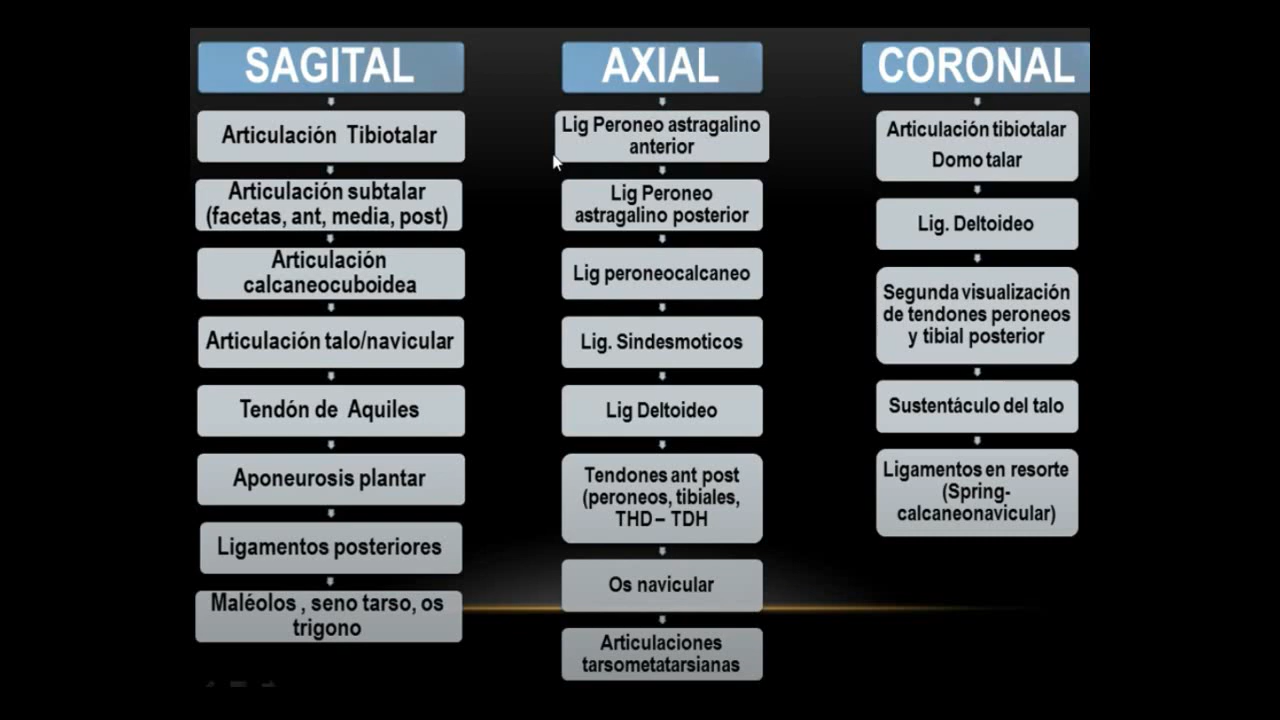 SAGITAL
Articulación Tibiotalar
Articulación subtalar
(facetas, ant, media, post)
Articulación
calcaneocuboidea
Articulación talo/navicular
Tendón de Aquiles
Aponeurosis plantar
Ligamentos posteriores
Maléolos , seno tarso, os
trigono
AXIAL
Lig Peroneo astragalino
anterior
Lig Peroneo
astragalino posterior
Lig peroneocalcaneo
Lig. Sindesmoticos
Lig Deltoideo
Tendones ant post
(peroneos, tibiales,
THD – TDH
Os navicular
Articulaciones
tarsometatarsianas
CORONAL
Articulación tibiotalar
Domo talar
Lig. Deltoideo
Segunda visualización
de tendones peroneos
y tibial posterior
Sustentáculo del talo
Ligamentos en resorte
(Spring-
calcaneonavicular)